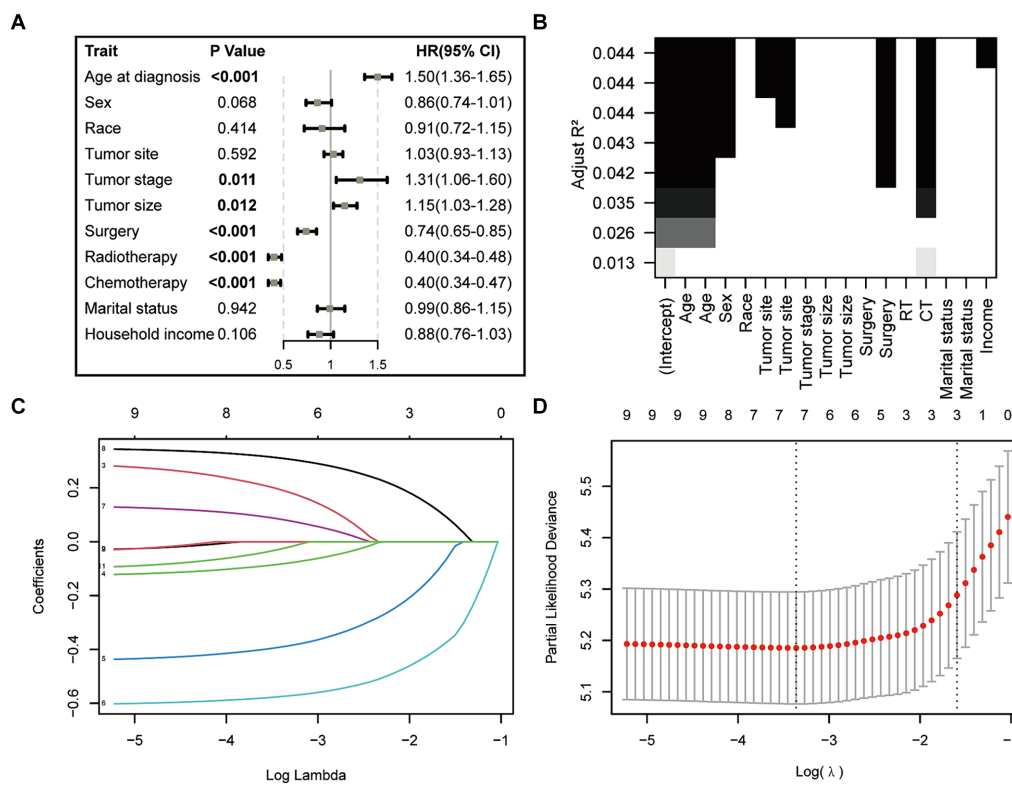 A
Trait P Value HR(95% CI)
Age at diagnosis <0.001 1.50(1.36-1.65)
Sex 0.068 0.86(0.74-1.01)
Race 0.414 0.91(0.72-1.15)
Tumor site 0.592 1.03(0.93-1.13)
Tumor stage 0.011 1.31(1.06-1.60)
Tumor size 0.012 1.15(1.03-1.28)
Surgery <0.001 0.74(0.65-0.85)
Radiotherapy <0.001 0.40(0.34-0.48)
Chemotherapy <0.001 0.40(0.34-0.47)
Marital status 0.942 0.99(0.86-1.15)
Household income 0.106 0.88(0.76-1.03)
0.5 1 1.5
B
Adjust R²
0.044
0.044
0.044
0.043
0.042
0.035
0.026
0.013
(Intercept)
Age
Age
Sex
Race
Tumor site
Tumor site
Tumor stage
Tumor size
Tumor size
Surgery
Surgery
RT
CT
Marital status
Marital status
Income
C
9 8 6 3 0
Coefficients
0.2
0.0
−0.2
−0.4
−0.6
8
3
7
4
5
6
−5 −4 −3 −2 −1
Log Lambda
D
9 9 9 9 8 7 7 7 6 6 5 3 3 3 1 0
Partial Likelihood Deviance
5.5
5.4
5.3
5.2
5.1
−5 −4 −3 −2
Log( λ )